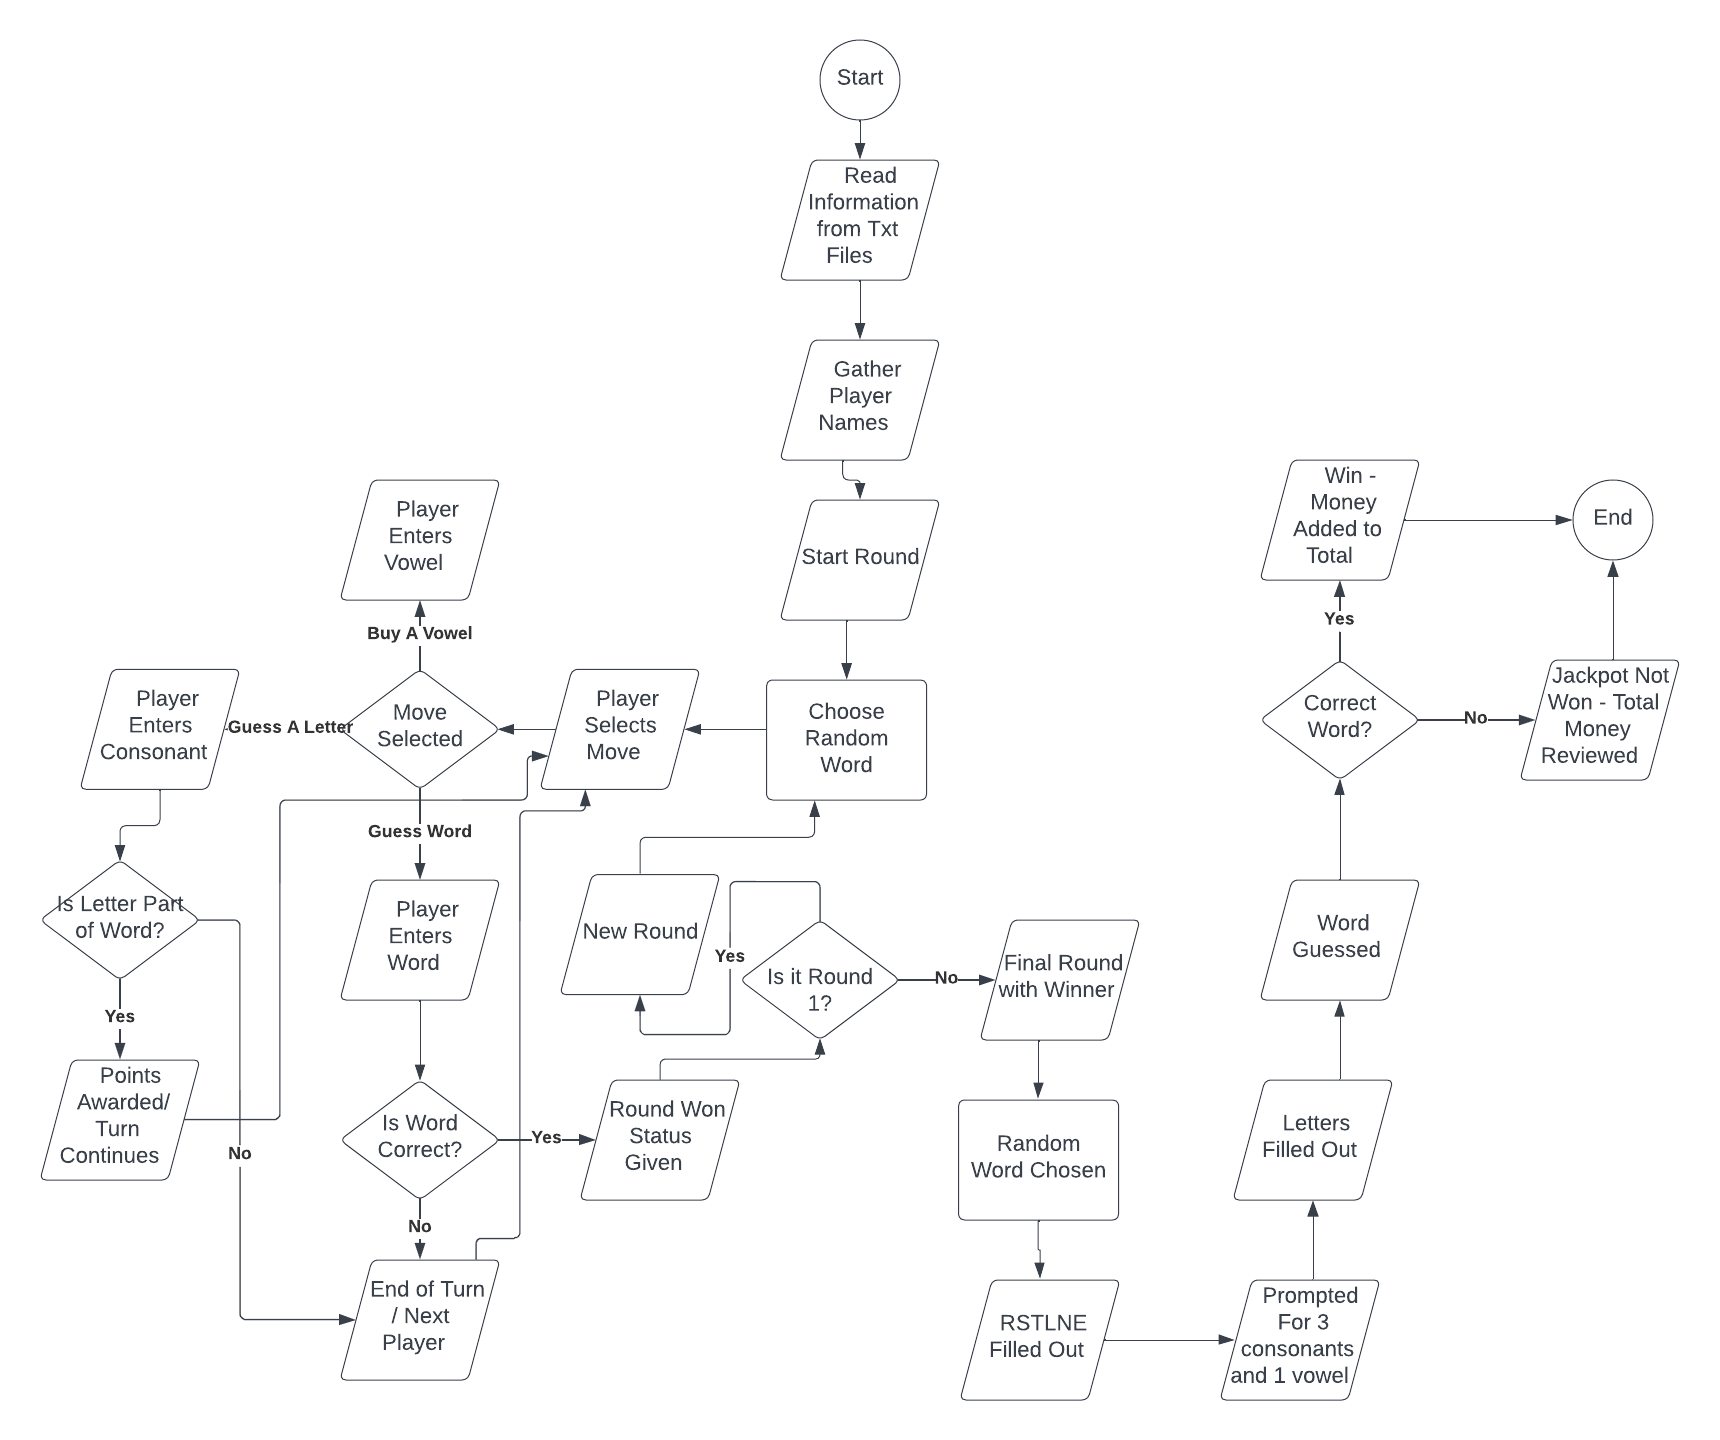 Start
Read
Information
from Txt
Files
Gather
Player
Names
Start Round
Choose
Random
Word
Player
Selects
Move
Move
Selected
Buy A Vowel
Player
Enters
Vowel
Guess A Letter
Player
Enters
Consonant
Is Letter Part
of Word?
Yes
Points
Awarded/
Turn
Continues
No
Guess Word
Player
Enters
Word
Is Word
Correct?
No
End of Turn
/ Next
Player
Yes
Round Won
Status
Given
Is it Round
1?
Yes
New Round
No
Final Round
with Winner
Random
Word Chosen
RSTLNE
Filled Out
Prompted
For 3
consonants
and 1 vowel
Letters
Filled Out
Word
Guessed
Correct
Word?
Yes
Win -
Money
Added to
Total
No
Jackpot Not
Won - Total
Money
Reviewed
End